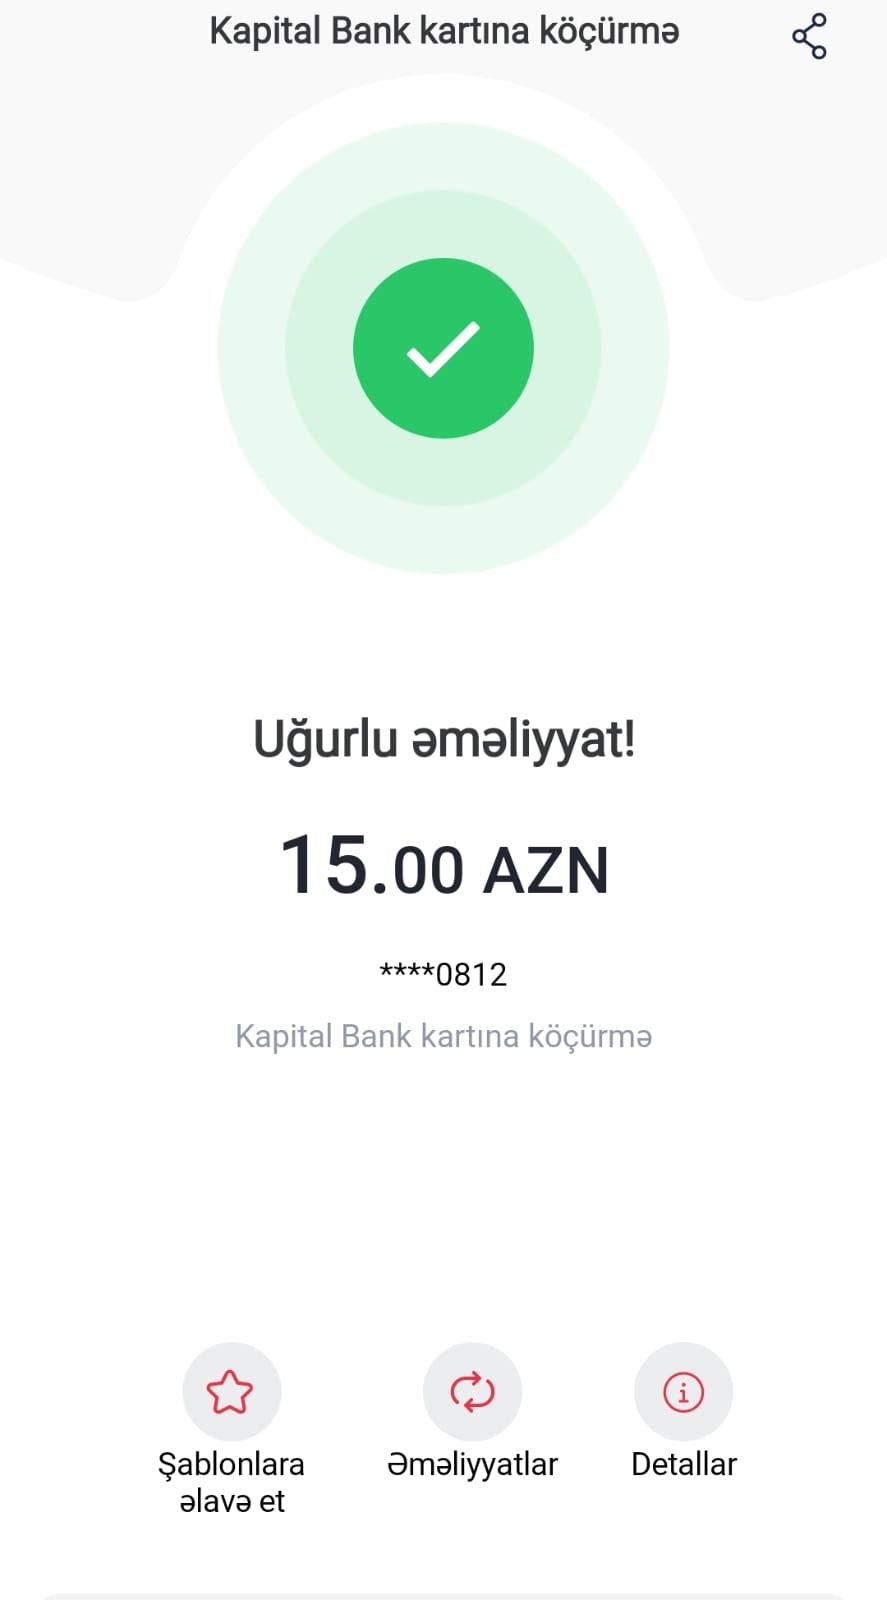 Kapital Bank kartına köçürmə
Uğurlu əməliyyat!
15.00 AZN
****0812
Kapital Bank kartına köçürmə
Şablonlara
əlavə et
Əməliyyatlar
Detallar